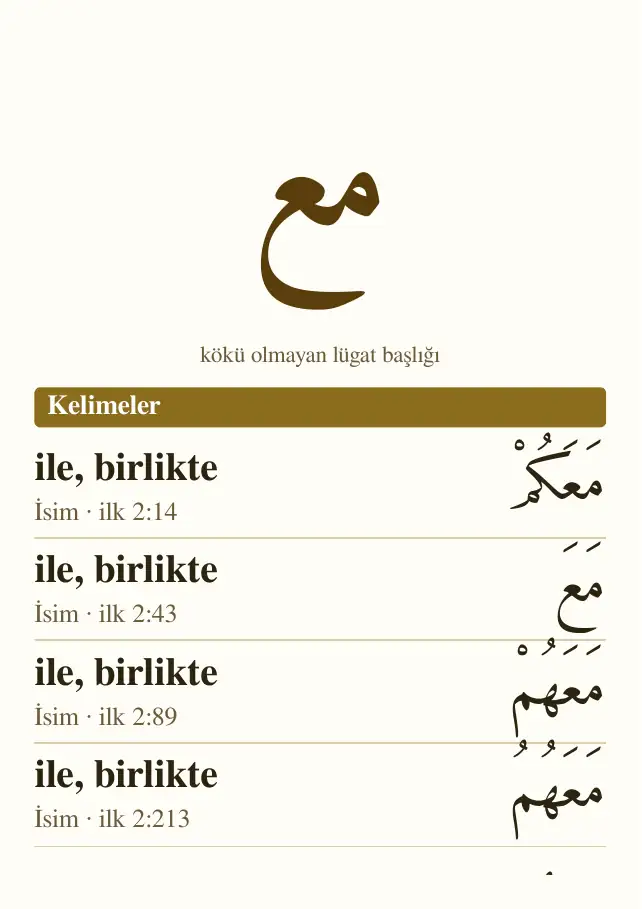 مع
kökü olmayan lügat başlığı
Kelimeler
ile, birlikte مَعَكُمْ
İsim · ilk 2:14
ile, birlikte مَعَ
İsim · ilk 2:43
ile, birlikte مَعَهُمْ
İsim · ilk 2:89
ile, birlikte مَعَهُمُ
İsim · ilk 2:213